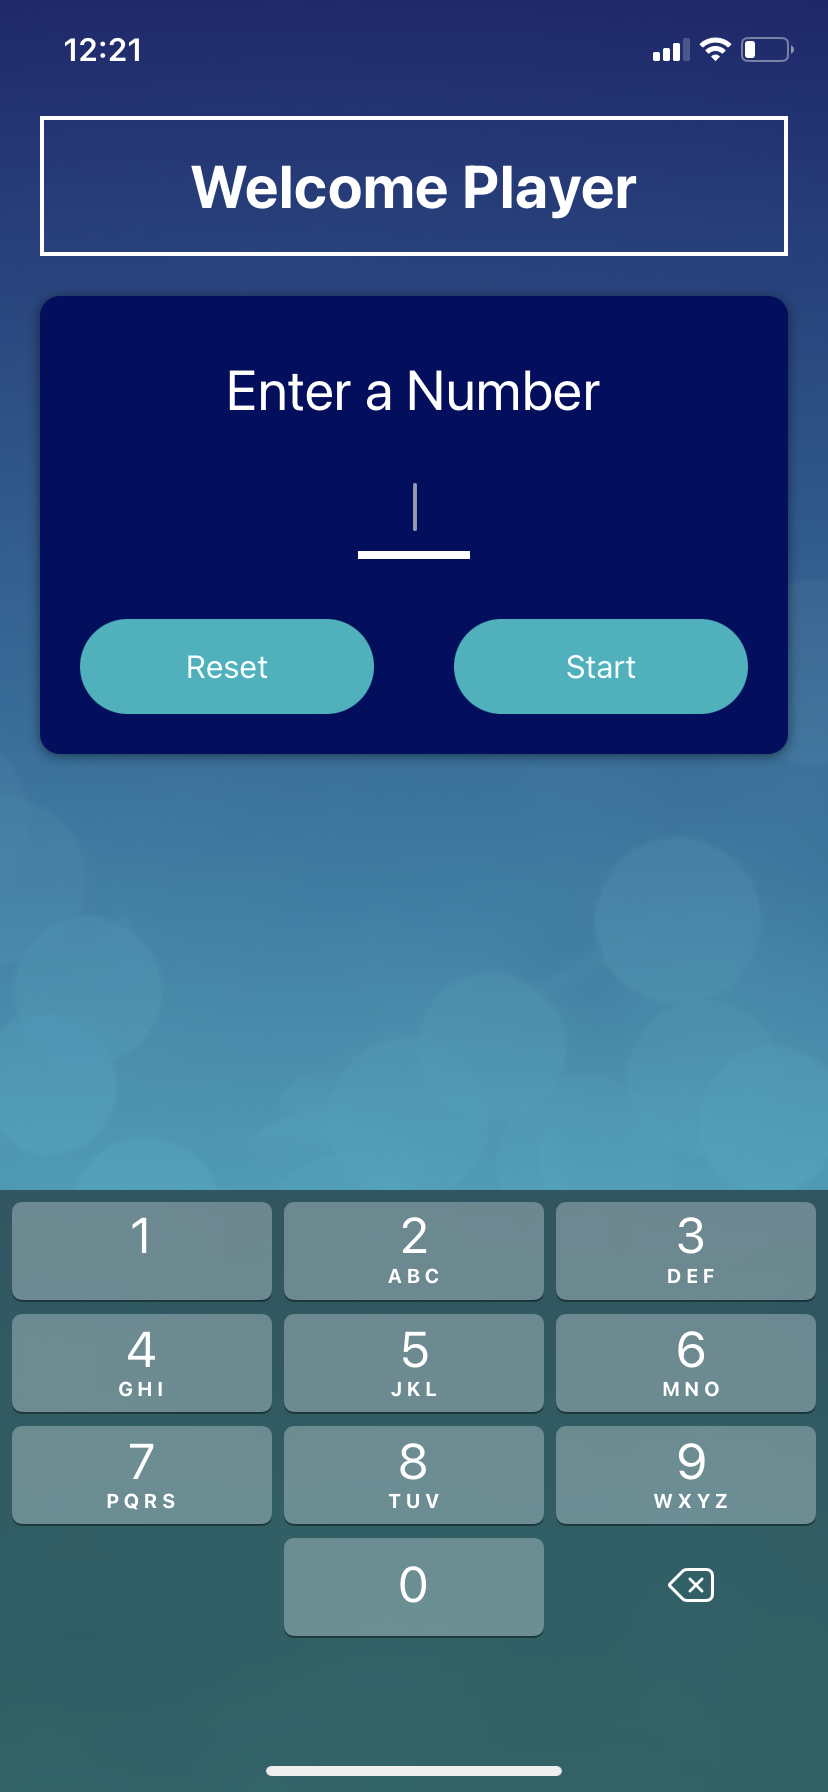 12:21
Welcome Player
Enter a Number
Reset Start
1 2 3
ABC DEF
4 5 6
GHI JKL MNO
7 8 9
PQRS TUV WXYZ
0